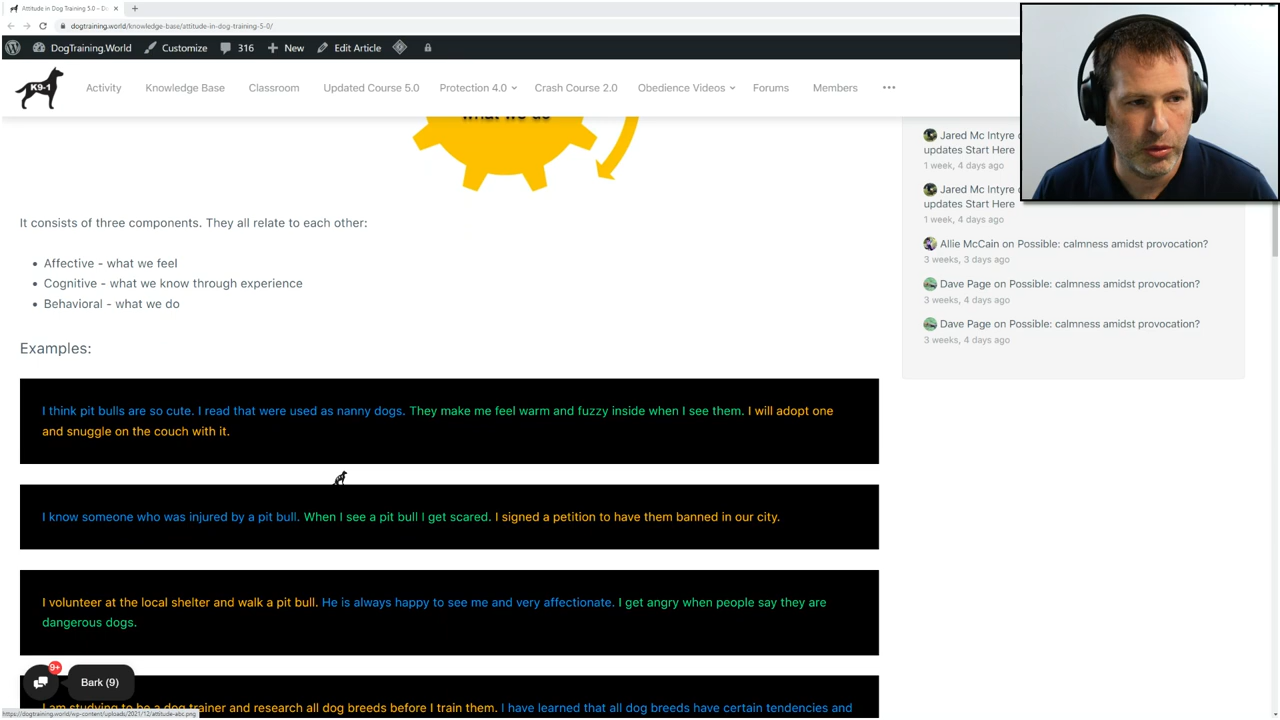 Attitude in Dog Training 5.0 – D
dogtraining.world/knowledge-base/attitude-in-dog-training-5-0/
DogTraining.World
Customize
316
New
Edit Article
K9-1
Activity
Knowledge Base
Classroom
Updated Course 5.0
Protection 4.0
Crash Course 2.0
Obedience Videos
Forums
Members
what we do
It consists of three components. They all relate to each other:
Affective - what we feel
Cognitive - what we know through experience
Behavioral - what we do
Examples:
I think pit bulls are so cute. I read that were used as nanny dogs. They make me feel warm and fuzzy inside when I see them. I will adopt one
and snuggle on the couch with it.
I know someone who was injured by a pit bull. When I see a pit bull I get scared. I signed a petition to have them banned in our city.
I volunteer at the local shelter and walk a pit bull. He is always happy to see me and very affectionate. I get angry when people say they are
dangerous dogs.
I am studying to be a dog trainer and research all dog breeds before I train them. I have learned that all dog breeds have certain tendencies and
Jared Mc Intyre
updates Start Here
1 week, 4 days ago
Jared Mc Intyre
updates Start Here
1 week, 4 days ago
Allie McCain on Possible: calmness amidst provocation?
3 weeks, 3 days ago
Dave Page on Possible: calmness amidst provocation?
3 weeks, 4 days ago
Dave Page on Possible: calmness amidst provocation?
3 weeks, 4 days ago
9+
Bark (9)
https://dogtraining.world/wp-content/uploads/2021/12/attitude-abc.png